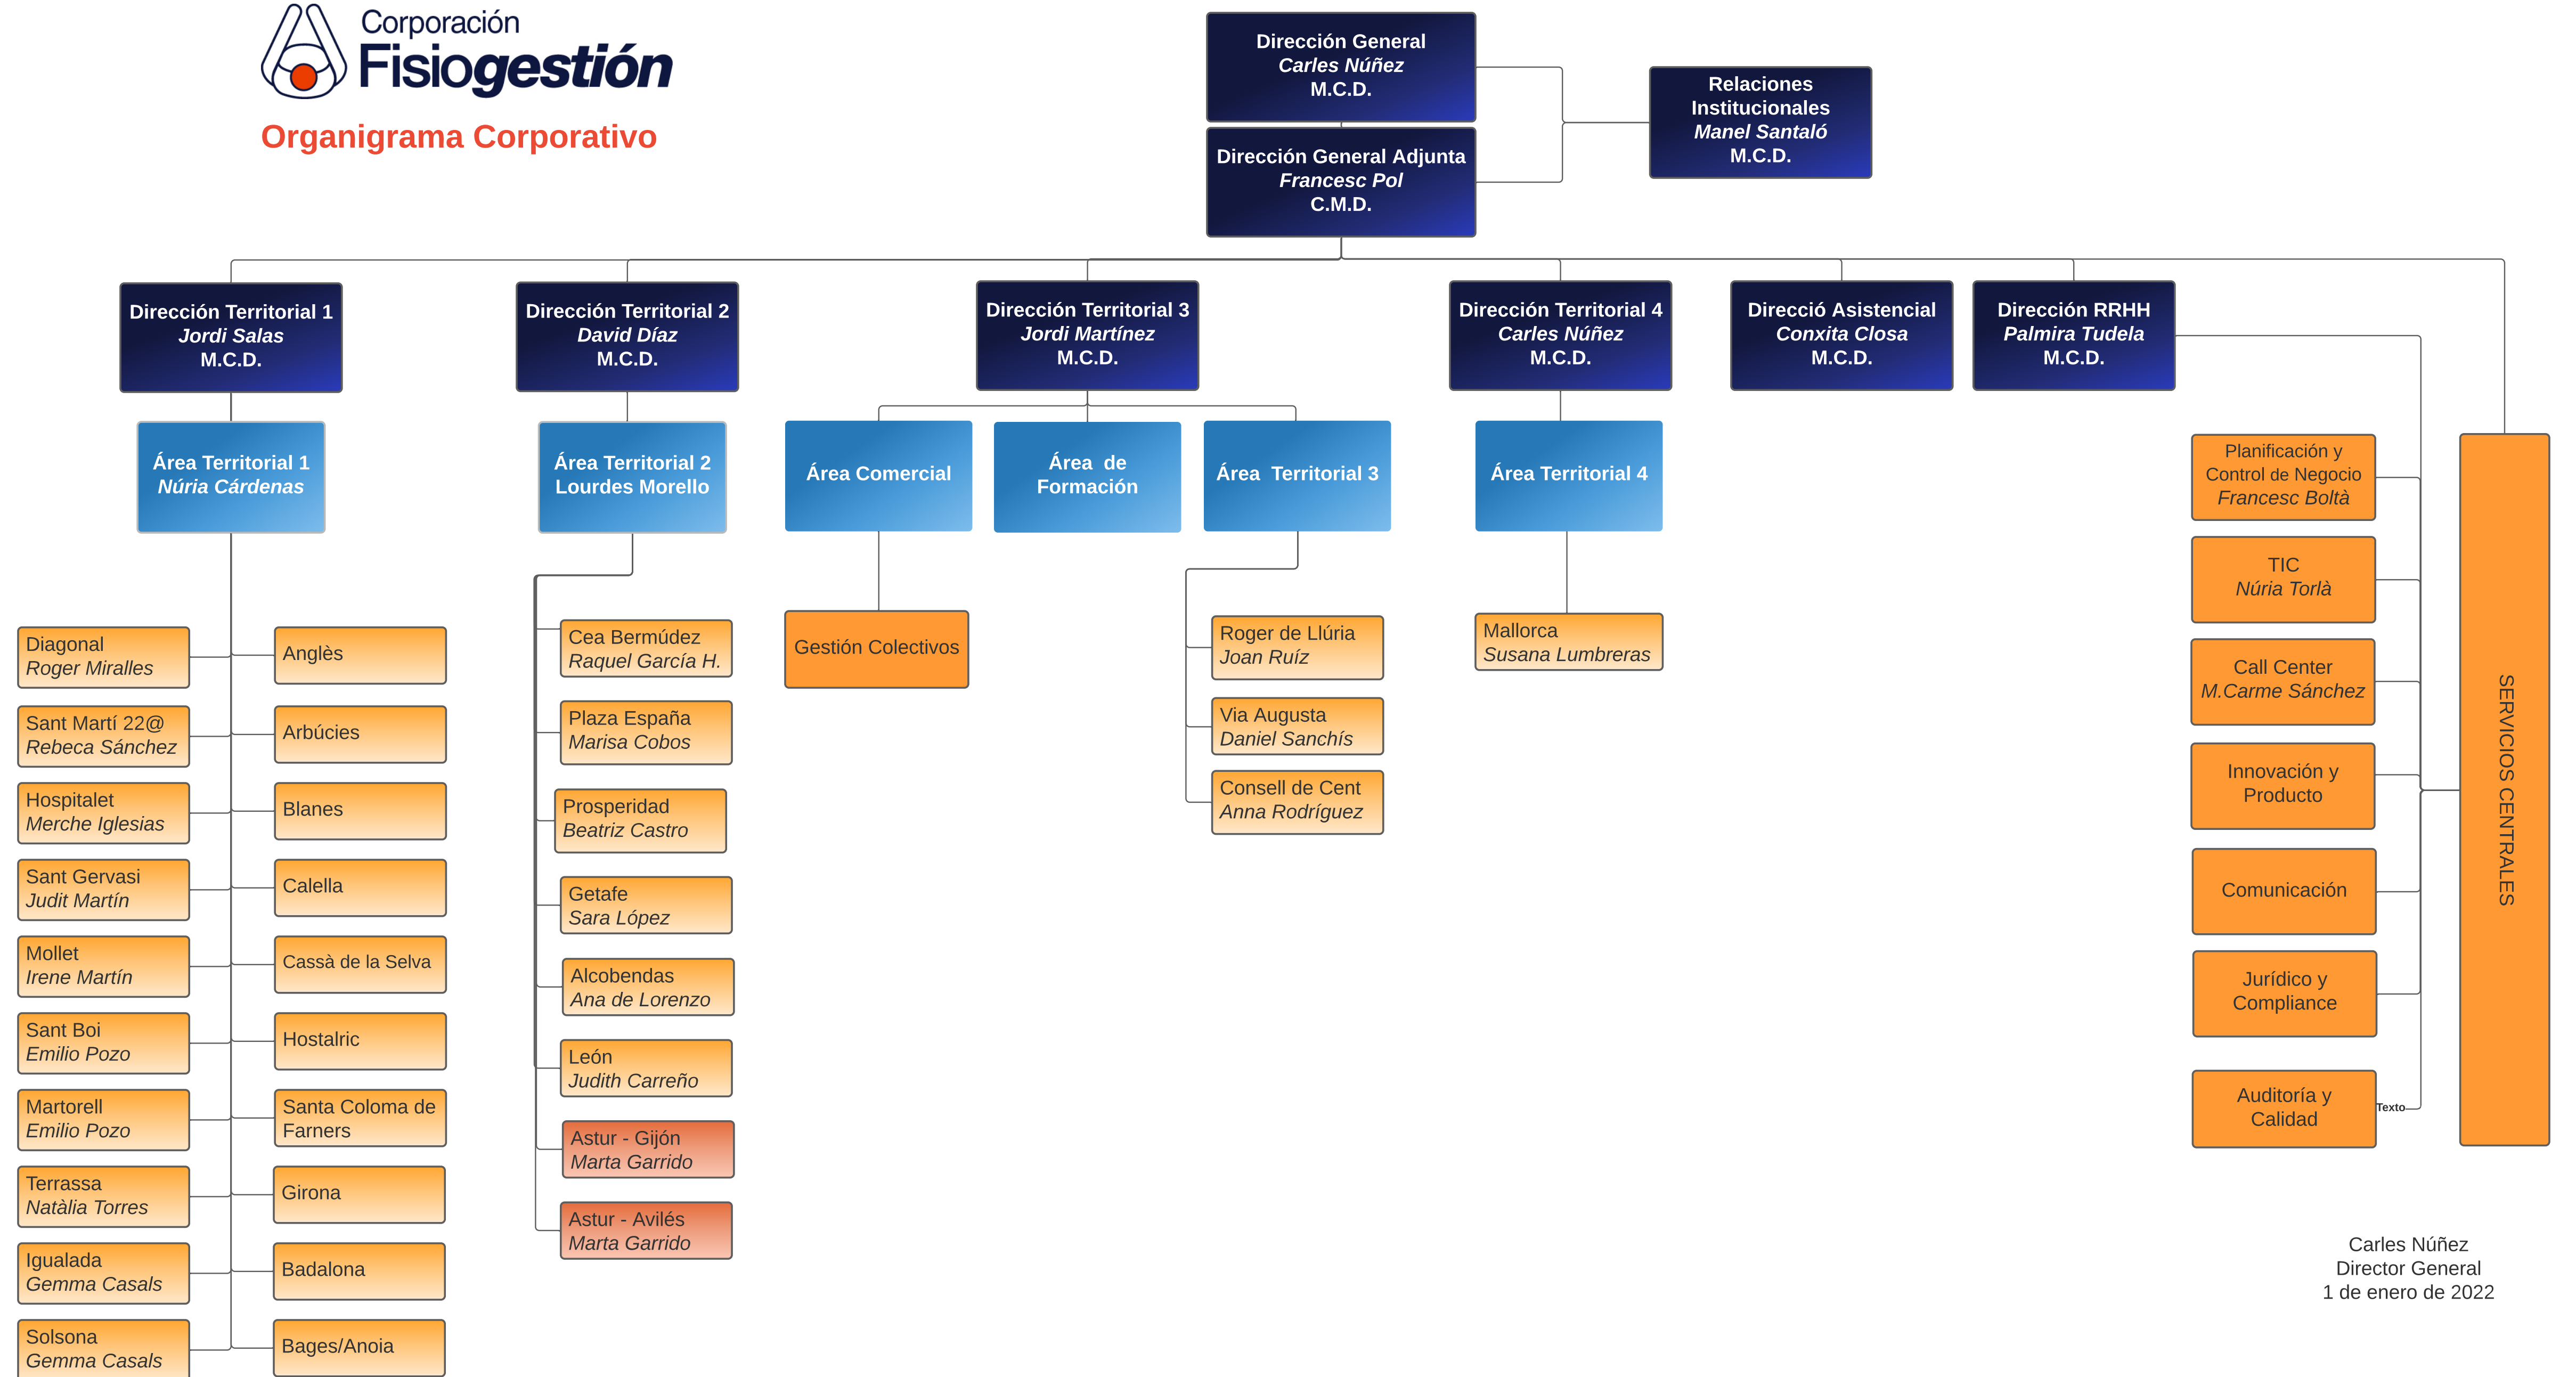 Corporación
Fisiogestión
Organigrama Corporativo
Dirección General
Carles Núñez
M.C.D.
Dirección General Adjunta
Francesc Pol
C.M.D.
Relaciones
Institucionales
Manel Santaló
M.C.D.
Dirección Territorial 1
Jordi Salas
M.C.D.
Dirección Territorial 2
David Díaz
M.C.D.
Dirección Territorial 3
Jordi Martínez
M.C.D.
Dirección Territorial 4
Carles Núñez
M.C.D.
Direcció Asistencial
Conxita Closa
M.C.D.
Dirección RRHH
Palmira Tudela
M.C.D.
Área Territorial 1
Núria Cárdenas
Área Territorial 2
Lourdes Morello
Área Comercial
Área de
Formación
Área Territorial 3
Área Territorial 4
Diagonal
Roger Miralles
Sant Martí 22@
Rebeca Sánchez
Hospitalet
Merche Iglesias
Sant Gervasi
Judit Martín
Mollet
Irene Martín
Sant Boi
Emilio Pozo
Martorell
Emilio Pozo
Terrassa
Natàlia Torres
Igualada
Gemma Casals
Solsona
Gemma Casals
Anglès
Arbúcies
Blanes
Calella
Cassà de la Selva
Hostalric
Santa Coloma de
Farners
Girona
Badalona
Bages/Anoia
Cea Bermúdez
Raquel García H.
Plaza España
Marisa Cobos
Prosperidad
Beatriz Castro
Getafe
Sara López
Alcobendas
Ana de Lorenzo
León
Judith Carreño
Astur - Gijón
Marta Garrido
Astur - Avilés
Marta Garrido
Gestión Colectivos
Roger de Llúria
Joan Ruíz
Via Augusta
Daniel Sanchís
Consell de Cent
Anna Rodríguez
Mallorca
Susana Lumbreras
Planificación y
Control de Negocio
Francesc Boltà
TIC
Núria Torlà
Call Center
M.Carme Sánchez
Innovación y
Producto
Comunicación
Jurídico y
Compliance
Auditoría y
Calidad
Texto
SERVICIOS CENTRALES
Carles Núñez
Director General
1 de enero de 2022